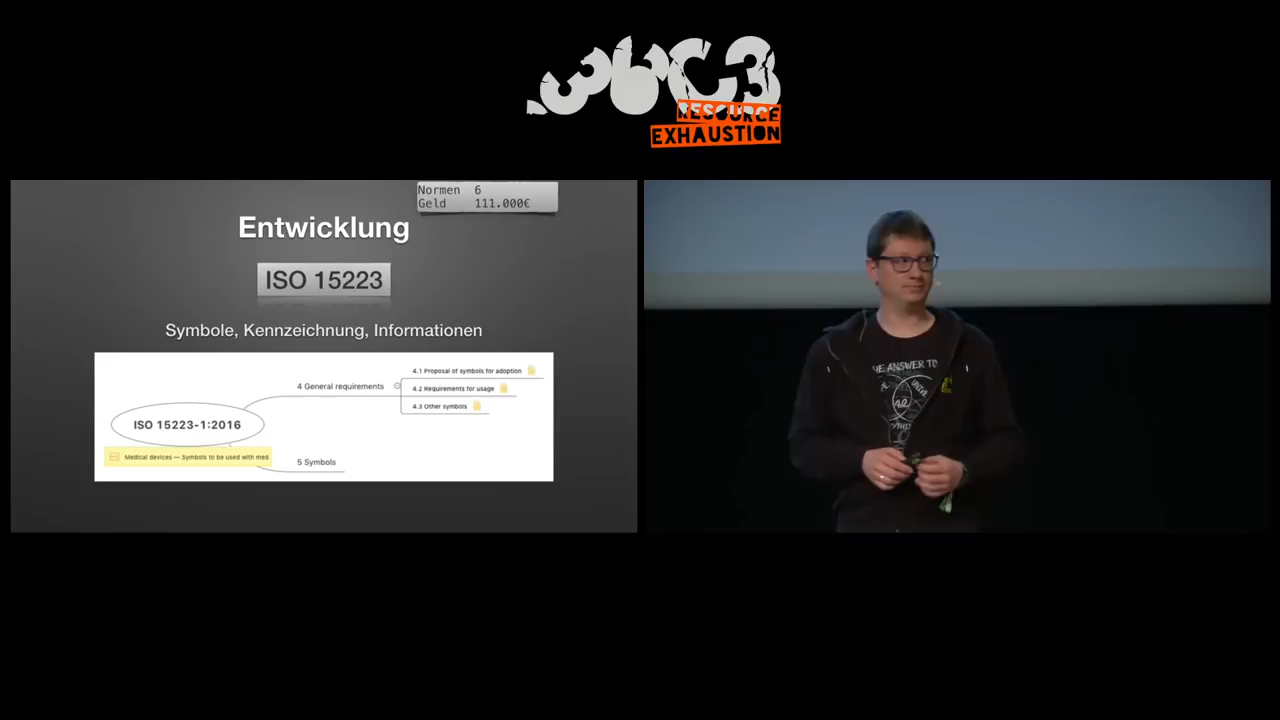 36C3
RESOURCE
EXHAUSTION
Normen 6
Geld 111.000€
Entwicklung
ISO 15223
Symbole, Kennzeichnung, Informationen
4 General requirements
4.1 Proposal of symbols for adoption
4.2 Requirements for usage
4.3 Other symbols
ISO 15223-1:2016
Medical devices — Symbols to be used with med
5 Symbols
HE ANSWER TO
42